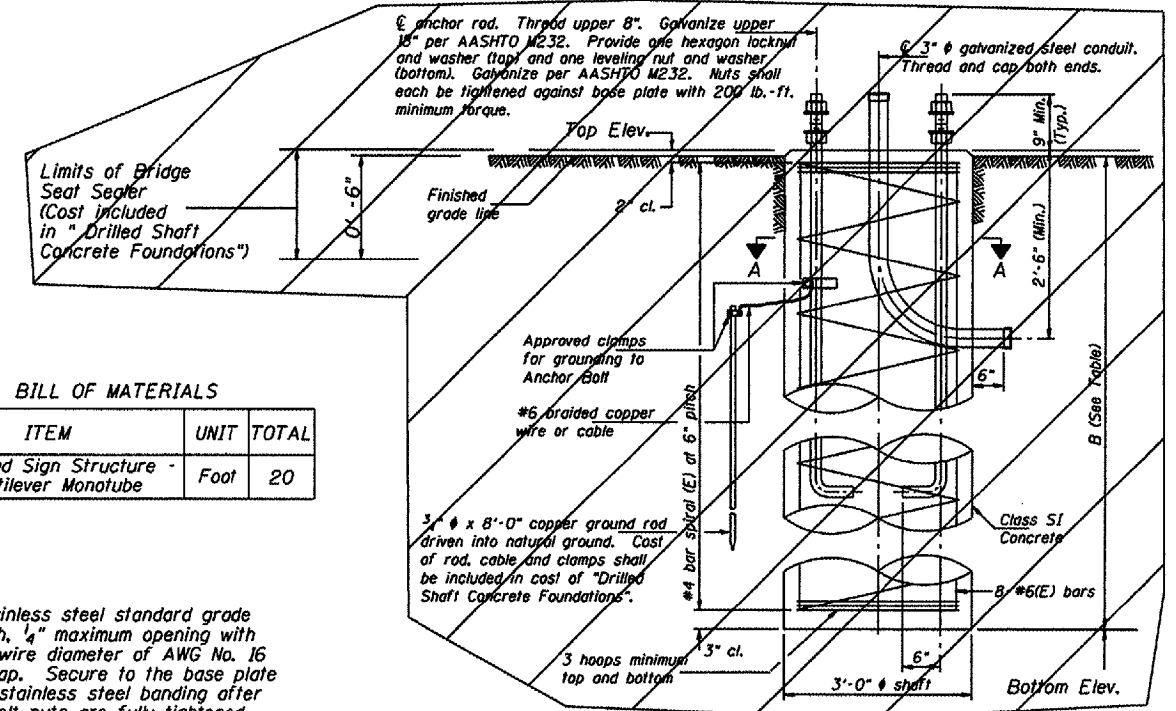 ℄ anchor rod. Thread upper 8". Galvanize upper
18" per AASHTO M232. Provide one hexagon locknut
and washer (top) and one leveling nut and washer
(bottom). Galvanize per AASHTO M232. Nuts shall
each be tightened against base plate with 200 lb.-ft.
minimum torque.
℄ 3" ϕ galvanized steel conduit.
Thread and cap both ends.
9" Min.
(Typ.)
Top Elev.
Limits of Bridge
Seat Sealer
(Cost included
in " Drilled Shaft
Concrete Foundations")
0'-6"
Finished
grade line
2" cl.
A
A
2'-6" (Min.)
Approved clamps
for grounding to
Anchor Bolt
6"
B (See Table)
#6 braided copper
wire or cable
#4 bar spiral (E) at 6" pitch
BILL OF MATERIALS
ITEM UNIT TOTAL
d Sign Structure -
tilever Monotube Foot 20
3/4" ϕ x 8'-0" copper ground rod
driven into natural ground. Cost
of rod, cable and clamps shall
be included in cost of "Drilled
Shaft Concrete Foundations".
Class SI
Concrete
8-#6(E) bars
inless steel standard grade
h, 1/4" maximum opening with
wire diameter of AWG No. 16
ap. Secure to the base plate
stainless steel banding after
olt nuts are fully tightened
3 hoops minimum
top and bottom
3" cl.
6"
3'-0" ϕ shaft
Bottom Elev.